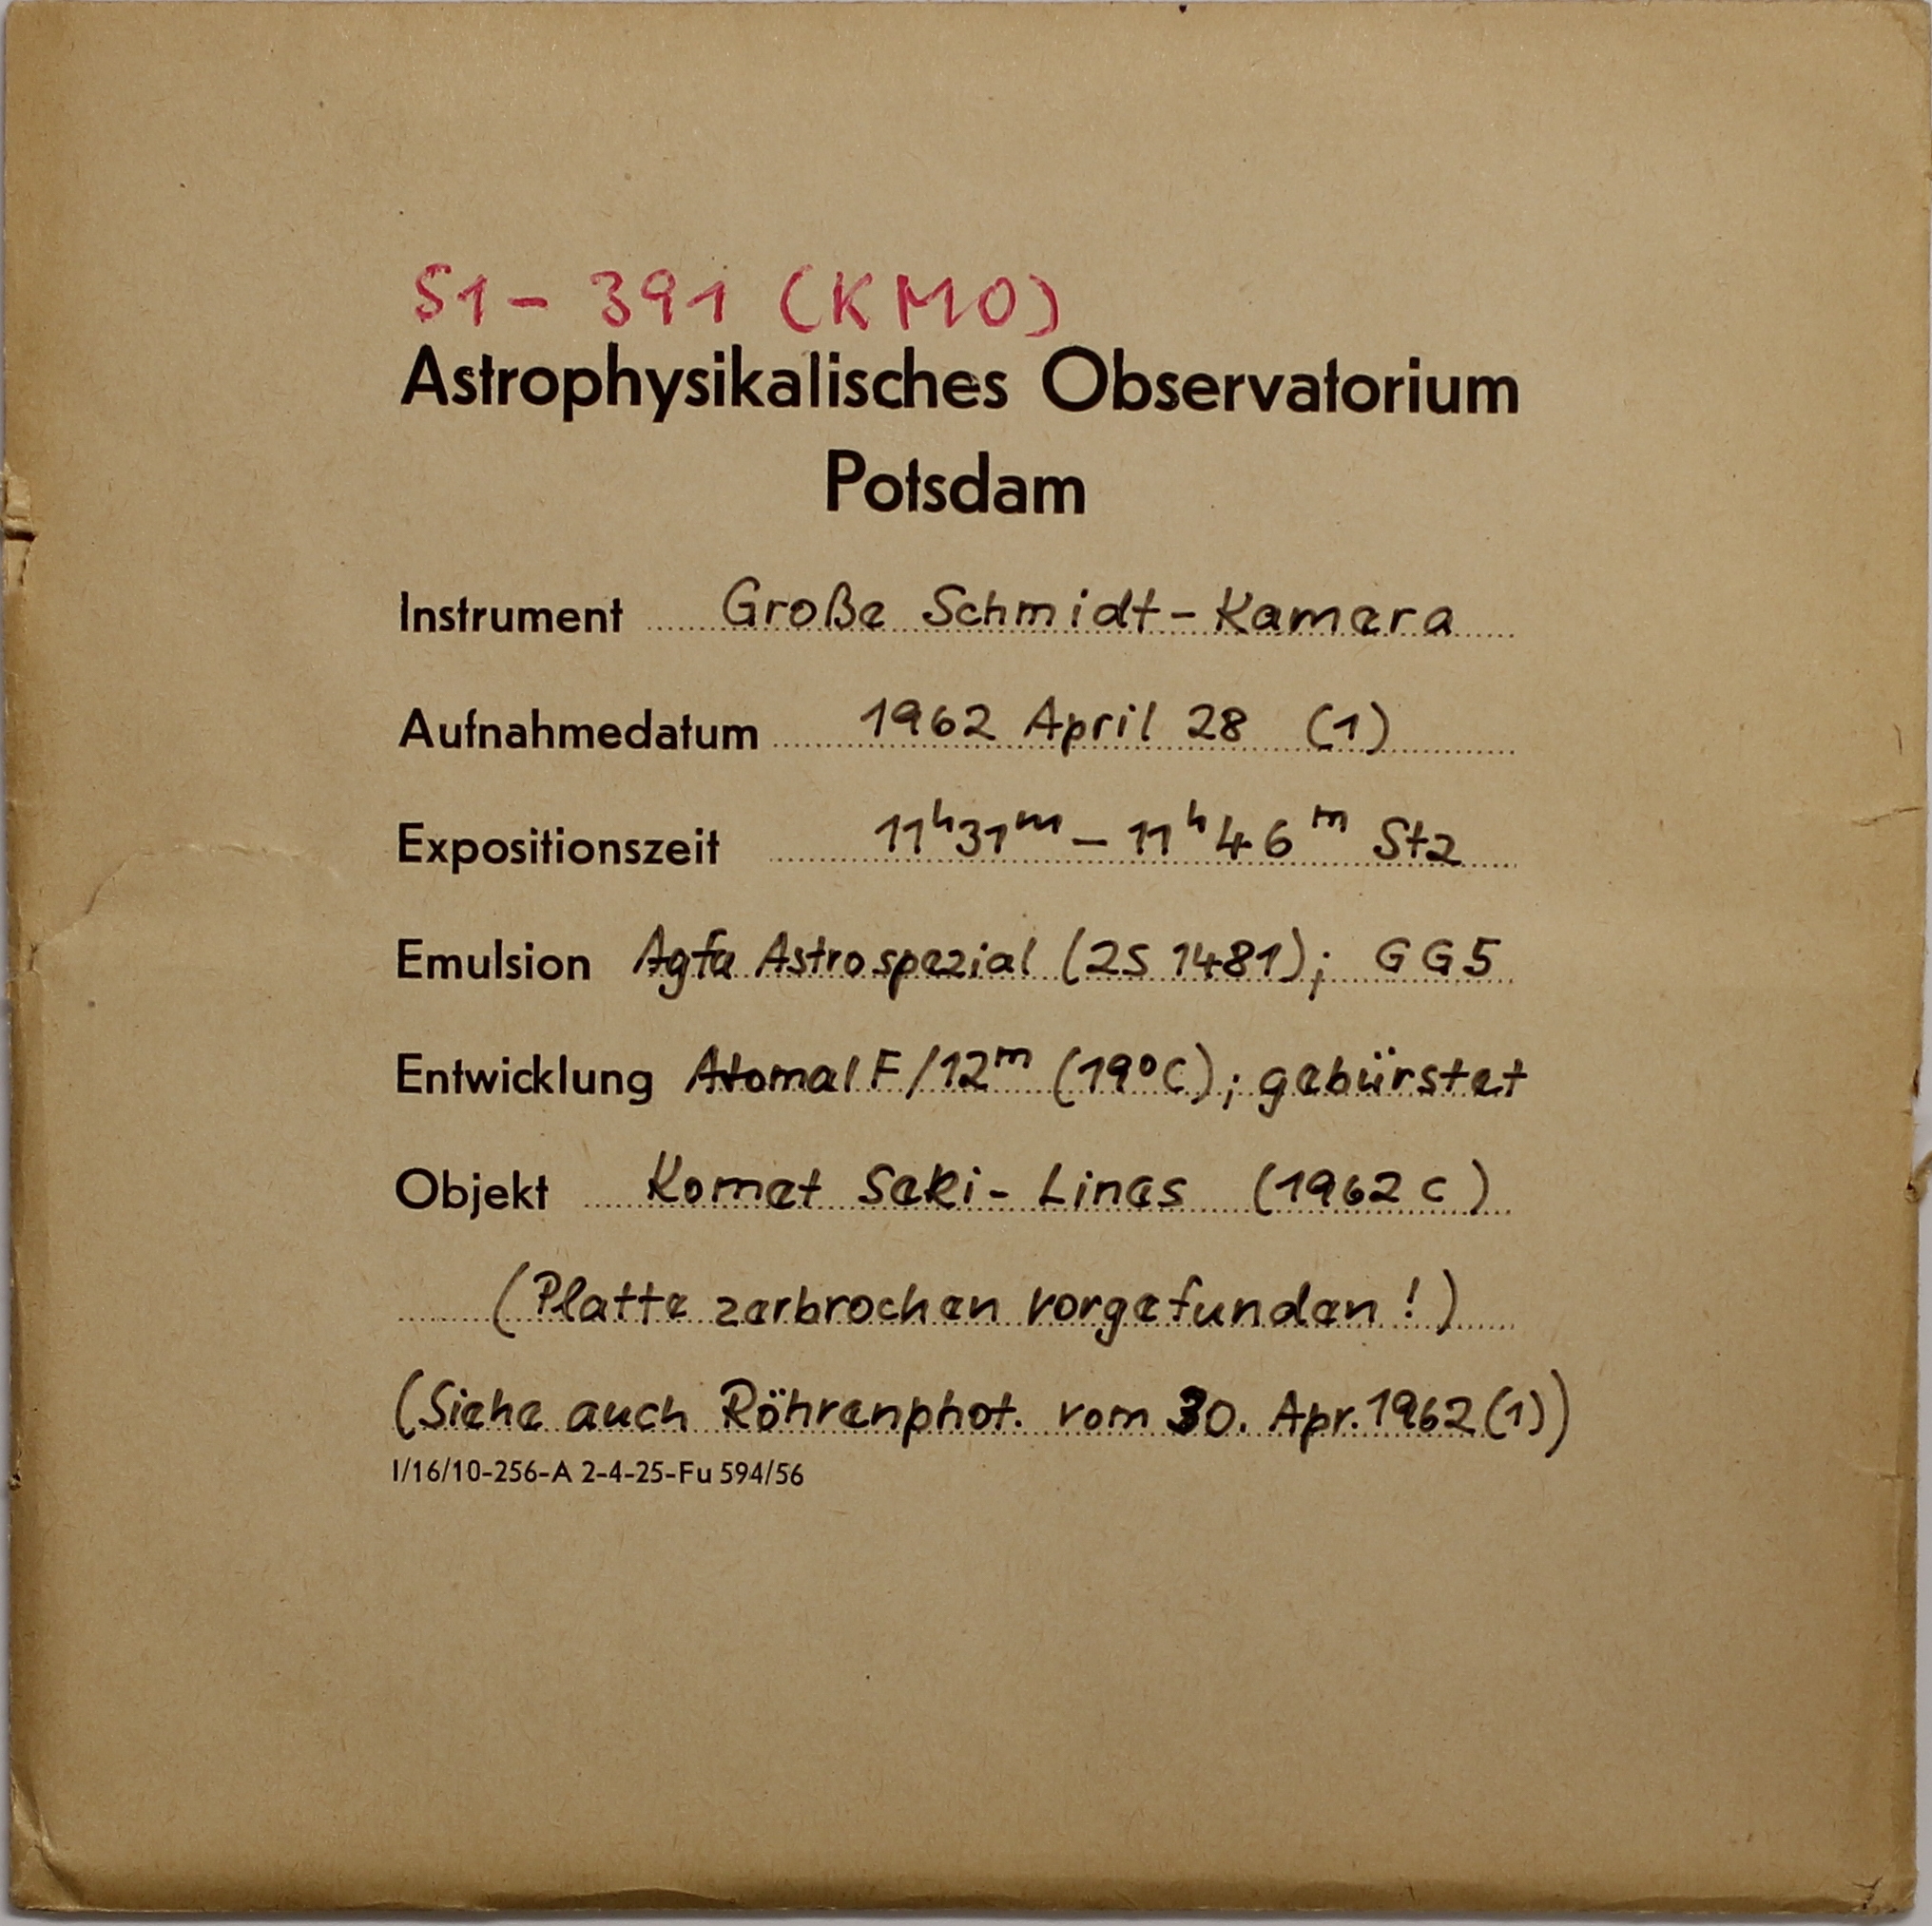 S1 - 391 (KMO)
Astrophysikalisches Observatorium
Potsdam
Instrument Große Schmidt-Kamera
Aufnahmedatum 1962 April 28 (1)
Expositionszeit 11h31m - 11h46m Stz
Emulsion Agfa Astrospezial (2S 1481); GG5
Entwicklung Atomal F/12m (19°C); gebürstet
Objekt Komet Seki-Lines (1962 c)
(Platte zerbrochen vorgefunden!)
(Siehe auch Röhrenphot. vom 30. Apr. 1962 (1))
I/16/10-256-A 2-4-25-Fu 594/56